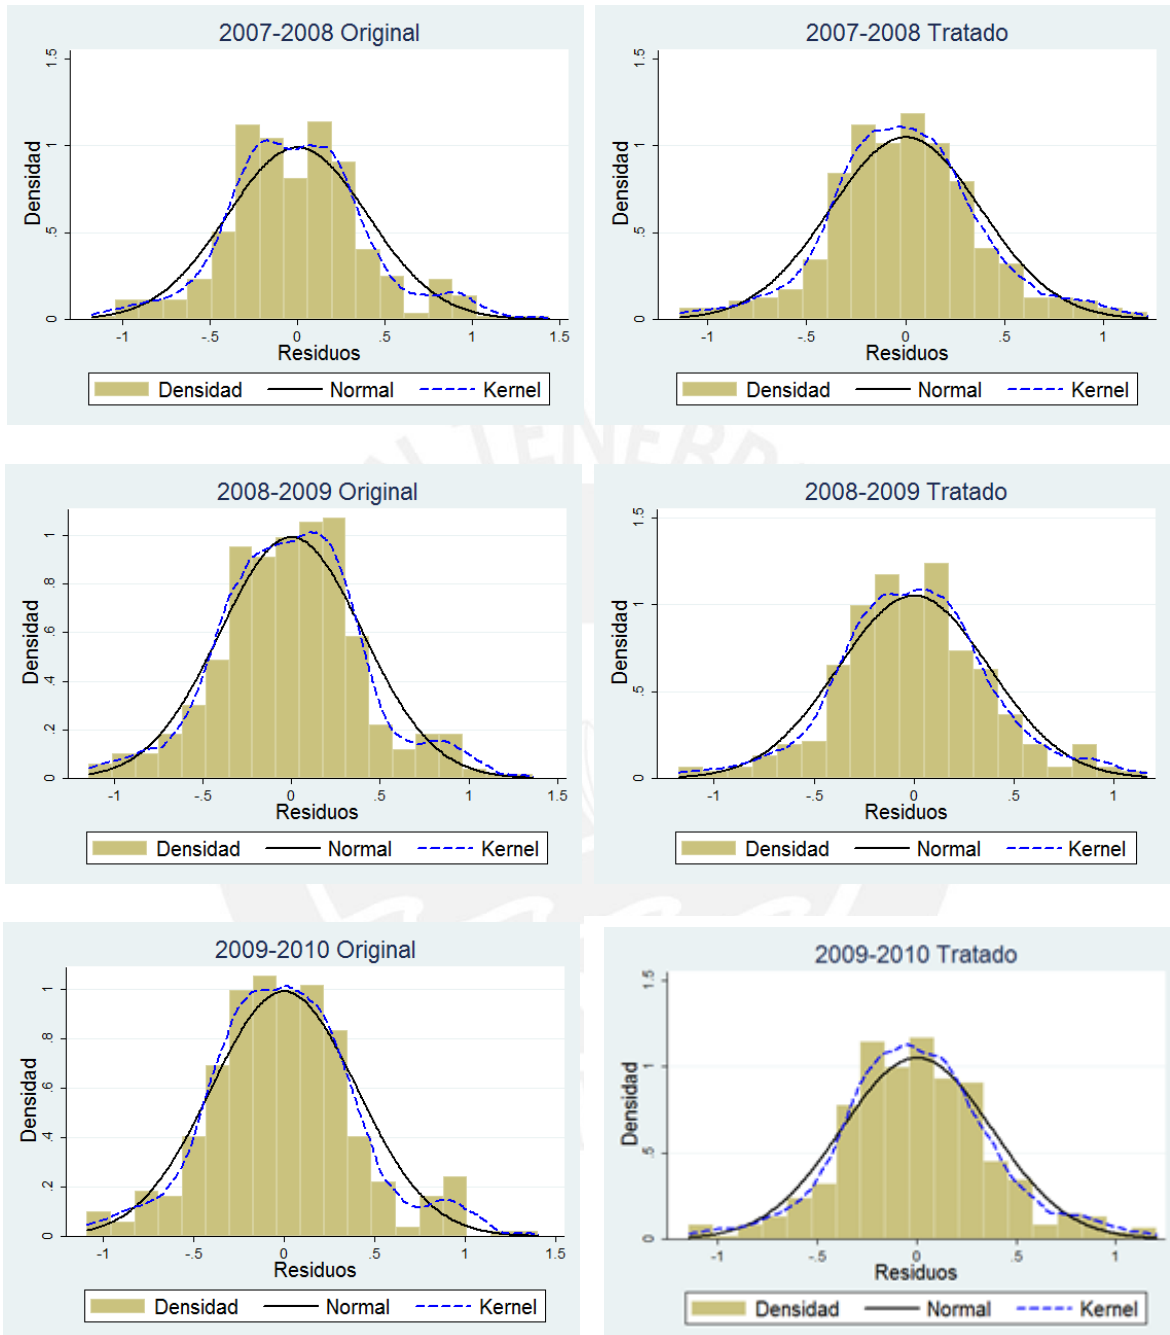 2007-2008 Original
Densidad
0 .5 1 1.5
-1 -.5 0 .5 1 1.5
Residuos
Densidad Normal Kernel
2007-2008 Tratado
Densidad
0 .5 1 1.5
-1 -.5 0 .5 1
Residuos
Densidad Normal Kernel
N TENEBR
2008-2009 Original
Densidad
0 .2 .4 .6 .8 1
-1 -.5 0 .5 1 1.5
Residuos
Densidad Normal Kernel
2008-2009 Tratado
Densidad
0 .5 1 1.5
-1 -.5 0 .5 1
Residuos
Densidad Normal Kernel
2009-2010 Original
Densidad
0 .2 .4 .6 .8 1
-1 -.5 0 .5 1 1.5
Residuos
Densidad Normal Kernel
2009-2010 Tratado
Densidad
0 .5 1 1.5
-1 -.5 0 .5 1
Residuos
Densidad Normal Kernel